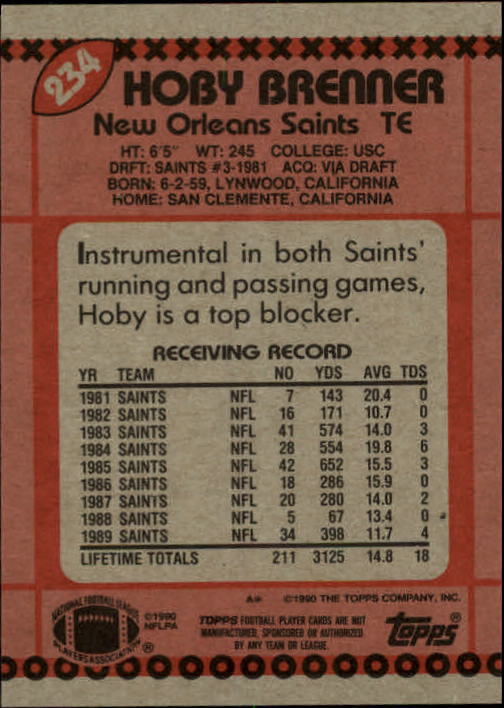 234
HOBY BRENNER
New Orleans Saints TE
HT: 6'5" WT: 245 COLLEGE: USC
DRFT: SAINTS #3-1981 ACQ: VIA DRAFT
BORN: 6-2-59, LYNWOOD, CALIFORNIA
HOME: SAN CLEMENTE, CALIFORNIA
Instrumental in both Saints'
running and passing games,
Hoby is a top blocker.
RECEIVING RECORD
YR TEAM NO YDS AVG TDS
1981 SAINTS NFL 7 143 20.4 0
1982 SAINTS NFL 16 171 10.7 0
1983 SAINTS NFL 41 574 14.0 3
1984 SAINTS NFL 28 554 19.8 6
1985 SAINTS NFL 42 652 15.5 3
1986 SAINTS NFL 18 286 15.9 0
1987 SAINTS NFL 20 280 14.0 2
1988 SAINTS NFL 5 67 13.4 0
1989 SAINTS NFL 34 398 11.7 4
LIFETIME TOTALS 211 3125 14.8 18
A* ©1990 THE TOPPS COMPANY, INC.
NATIONAL FOOTBALL LEAGUE
PLAYERS ASSOCIATION ®
©1990
NFLPA
TOPPS FOOTBALL PLAYER CARDS ARE NOT
MANUFACTURED, SPONSORED OR AUTHORIZED
BY ANY TEAM OR LEAGUE.
topps®